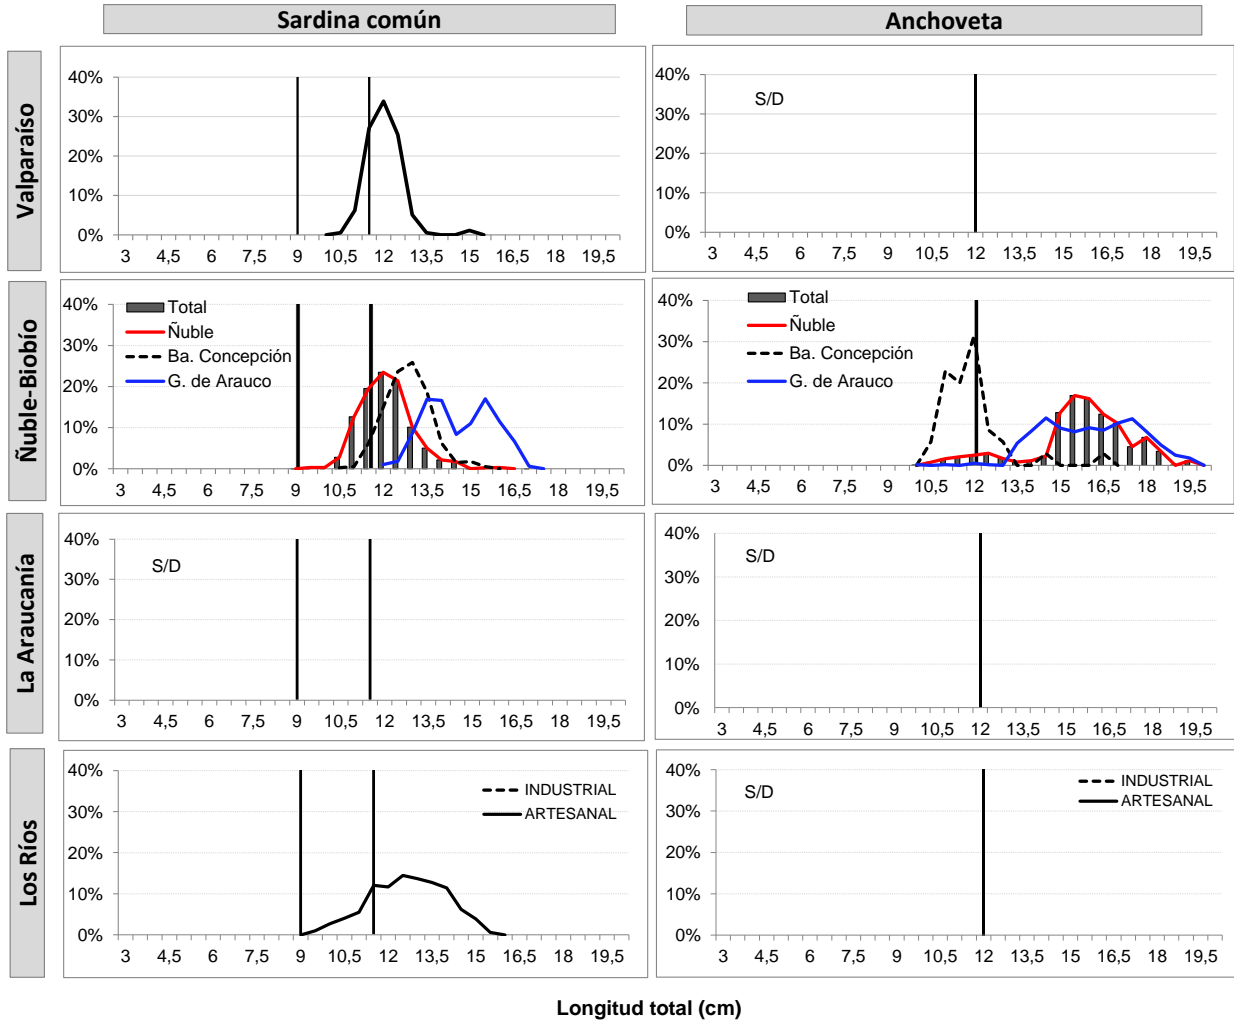 Sardina común
Anchoveta
Valparaíso
40%
30%
20%
10%
0%
3 4,5 6 7,5 9 10,5 12 13,5 15 16,5 18 19,5
40%
30%
20%
10%
0%
S/D
3 4,5 6 7,5 9 10,5 12 13,5 15 16,5 18 19,5
Ñuble-Biobío
40%
30%
20%
10%
0%
Total
Ñuble
Ba. Concepción
G. de Arauco
3 4,5 6 7,5 9 10,5 12 13,5 15 16,5 18 19,5
40%
30%
20%
10%
0%
Total
Ñuble
Ba. Concepción
G. de Arauco
3 4,5 6 7,5 9 10,5 12 13,5 15 16,5 18 19,5
La Araucanía
40%
30%
20%
10%
0%
S/D
3 4,5 6 7,5 9 10,5 12 13,5 15 16,5 18 19,5
40%
30%
20%
10%
0%
S/D
3 4,5 6 7,5 9 10,5 12 13,5 15 16,5 18 19,5
Los Ríos
40%
30%
20%
10%
0%
INDUSTRIAL
ARTESANAL
3 4,5 6 7,5 9 10,5 12 13,5 15 16,5 18 19,5
40%
30%
20%
10%
0%
S/D
INDUSTRIAL
ARTESANAL
3 4,5 6 7,5 9 10,5 12 13,5 15 16,5 18 19,5
Longitud total (cm)